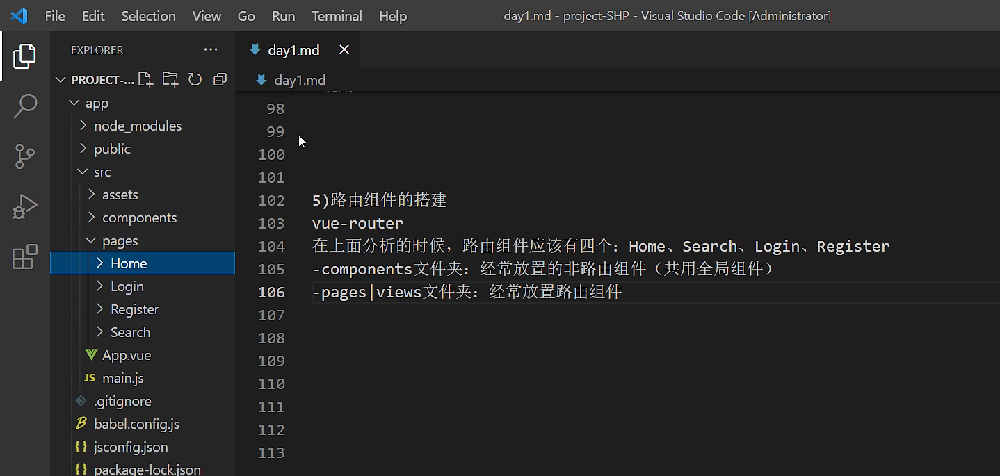 File Edit Selection View Go Run Terminal Help day1.md - project-SHP - Visual Studio Code [Administrator]
EXPLORER ···
PROJECT-...
app
node_modules
public
src
assets
components
pages
Home
Login
Register
Search
App.vue
JS main.js
.gitignore
babel.config.js
{} jsconfig.json
{} package-lock.json
day1.md
day1.md
98
99
100
101
102 5)路由组件的搭建
103 vue-router
104 在上面分析的时候，路由组件应该有四个：Home、Search、Login、Register
105 -components文件夹：经常放置的非路由组件（共用全局组件）
106 -pages|views文件夹：经常放置路由组件
107
108
109
110
111
112
113